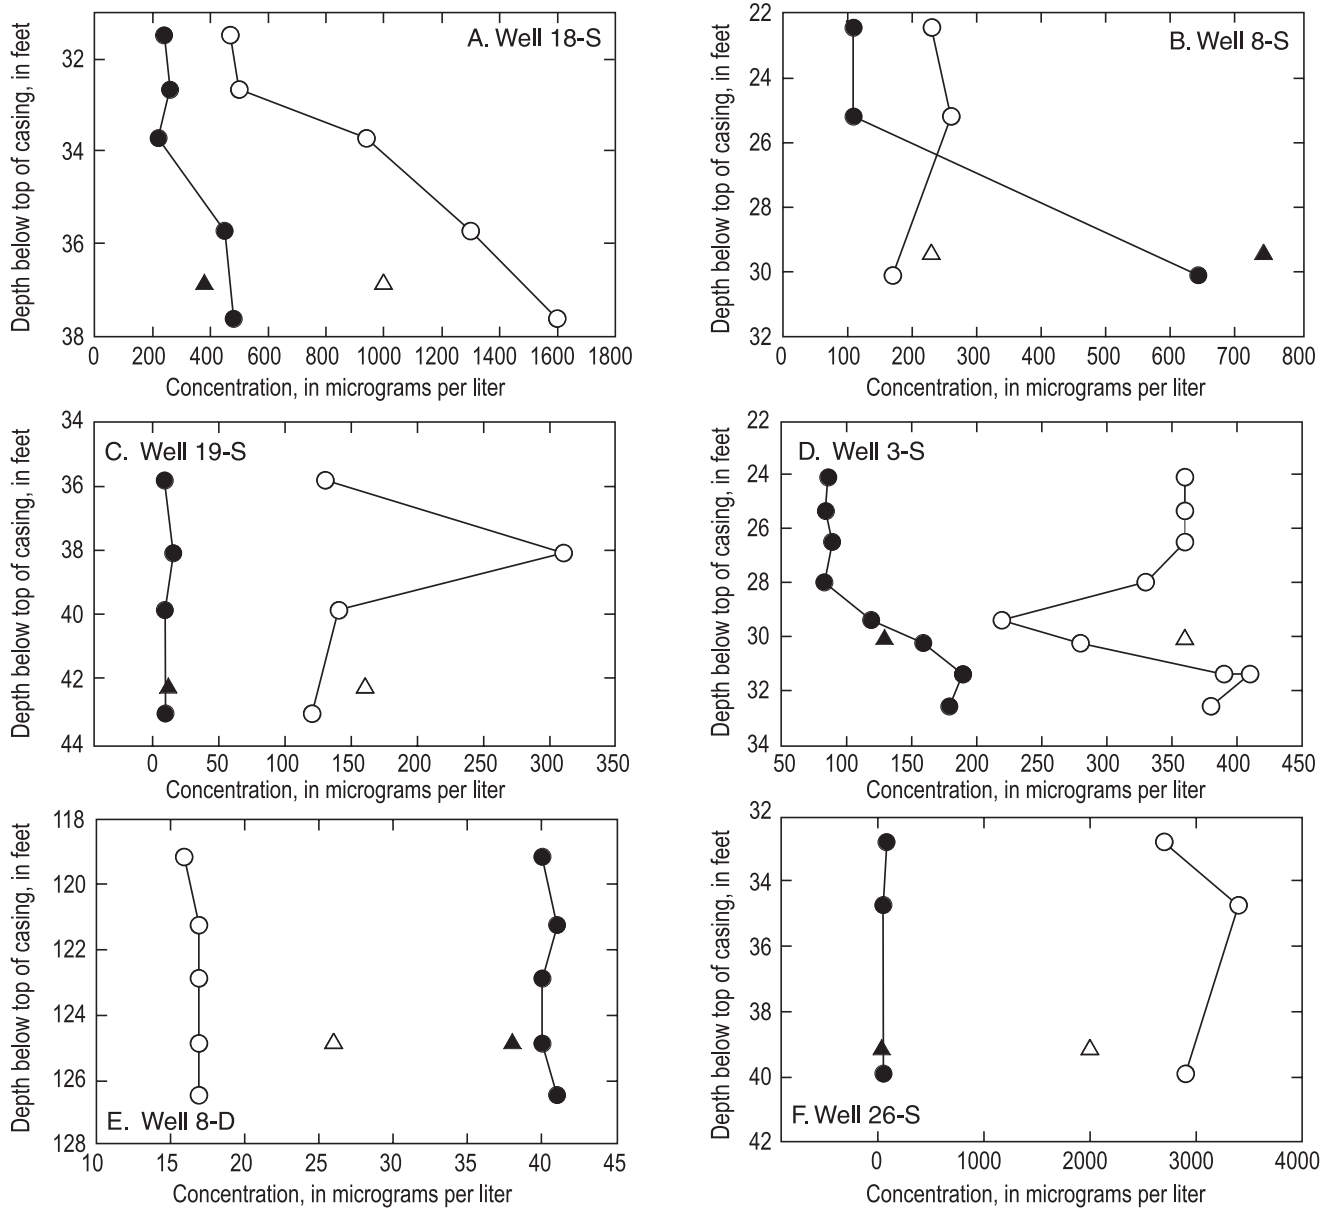 A. Well 18-S
Depth below top of casing, in feet
32
34
36
38
0 200 400 600 800 1000 1200 1400 1600 1800
Concentration, in micrograms per liter
B. Well 8-S
Depth below top of casing, in feet
22
24
26
28
30
32
0 100 200 300 400 500 600 700 800
Concentration, in micrograms per liter
C. Well 19-S
Depth below top of casing, in feet
34
36
38
40
42
44
0 50 100 150 200 250 300 350
Concentration, in micrograms per liter
D. Well 3-S
Depth below top of casing, in feet
22
24
26
28
30
32
34
50 100 150 200 250 300 350 400 450
Concentration, in micrograms per liter
E. Well 8-D
Depth below top of casing, in feet
118
120
122
124
126
128
10 15 20 25 30 35 40 45
Concentration, in micrograms per liter
F. Well 26-S
Depth below top of casing, in feet
32
34
36
38
40
42
0 1000 2000 3000 4000
Concentration, in micrograms per liter